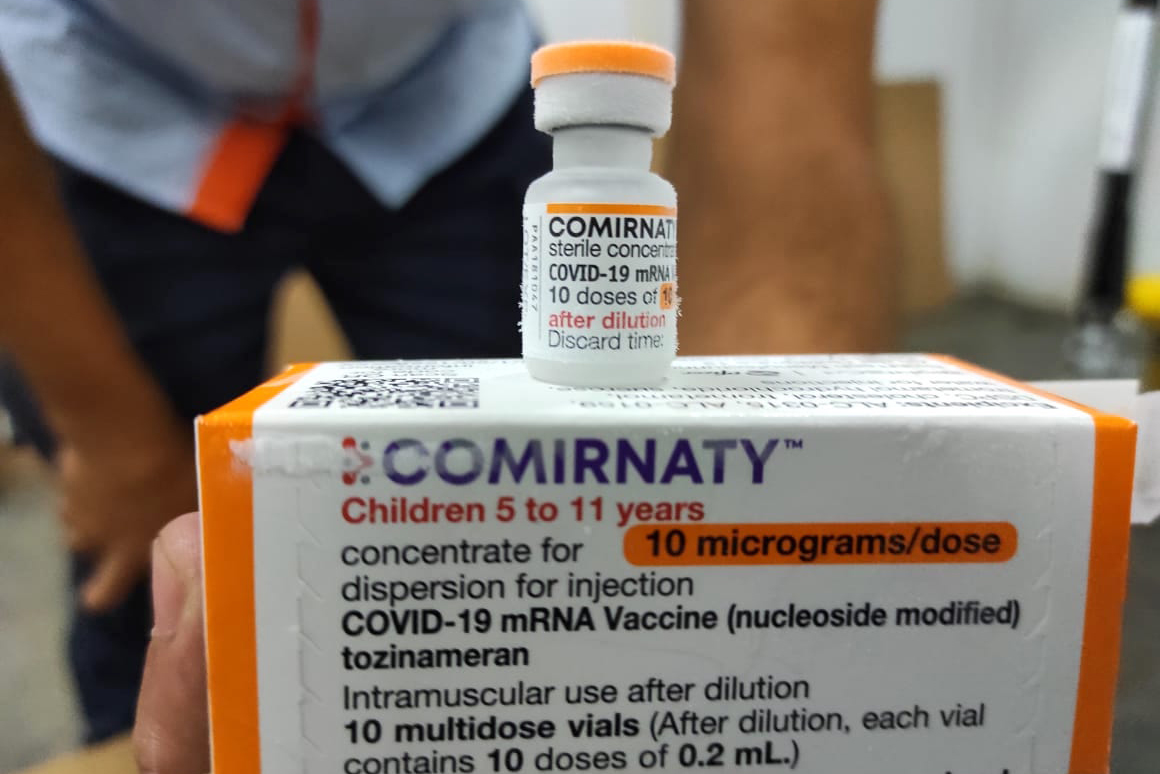 COMIRNATY
sterile
COVID-19 mRNA
10 doses of
after dilution
Discard time:
PAA181047
COMIRNATY™
Children 5 to 11 years
concentrate for 10 micrograms/dose
dispersion for injection
COVID-19 mRNA Vaccine (nucleoside modified)
tozinameran
Intramuscular use after dilution
10 multidose vials (After dilution, each vial
contains 10 doses of 0.2 mL.)